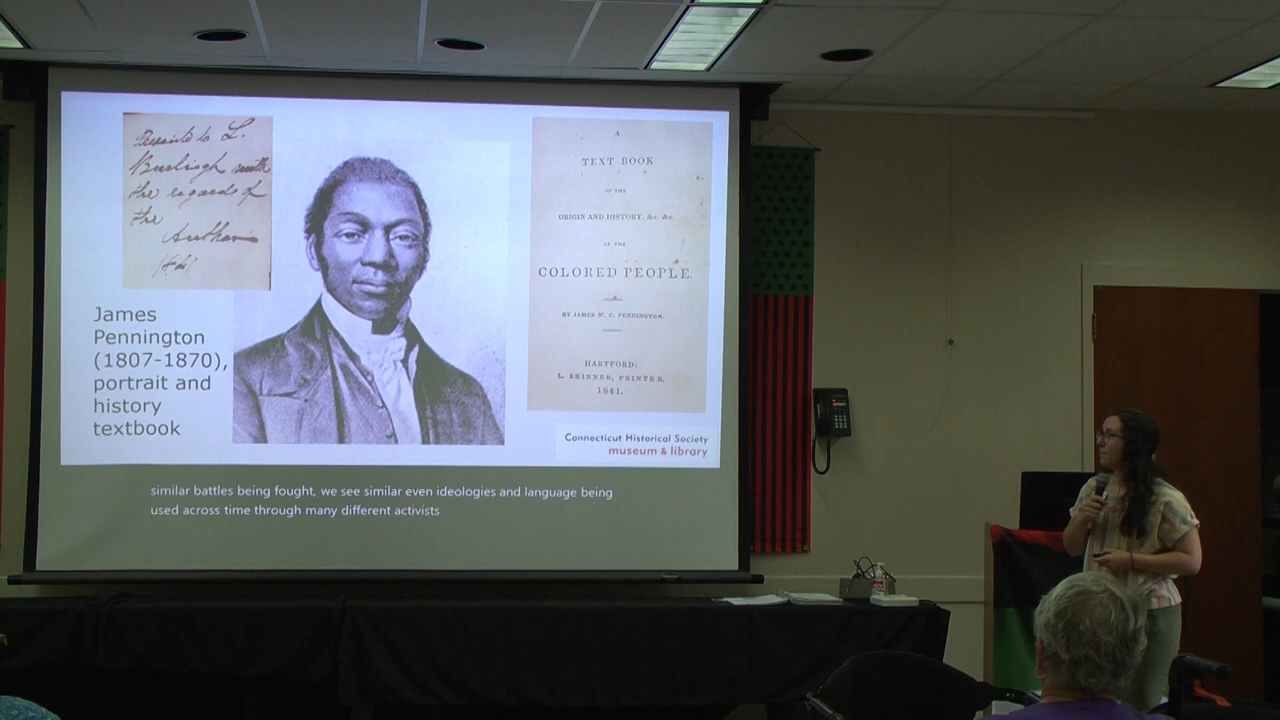 Presents to L.
Burleigh with
the regards of
the
Author
1841
James
Pennington
(1807-1870),
portrait and
history
textbook
A
TEXT BOOK
OF THE
ORIGIN AND HISTORY, &c. &c.
OF THE
COLORED PEOPLE.
BY JAMES W. C. PENNINGTON.
HARTFORD:
L. SKINNER, PRINTER.
1841.
Connecticut Historical Society
museum & library
similar battles being fought, we see similar even ideologies and language being
used across time through many different activists